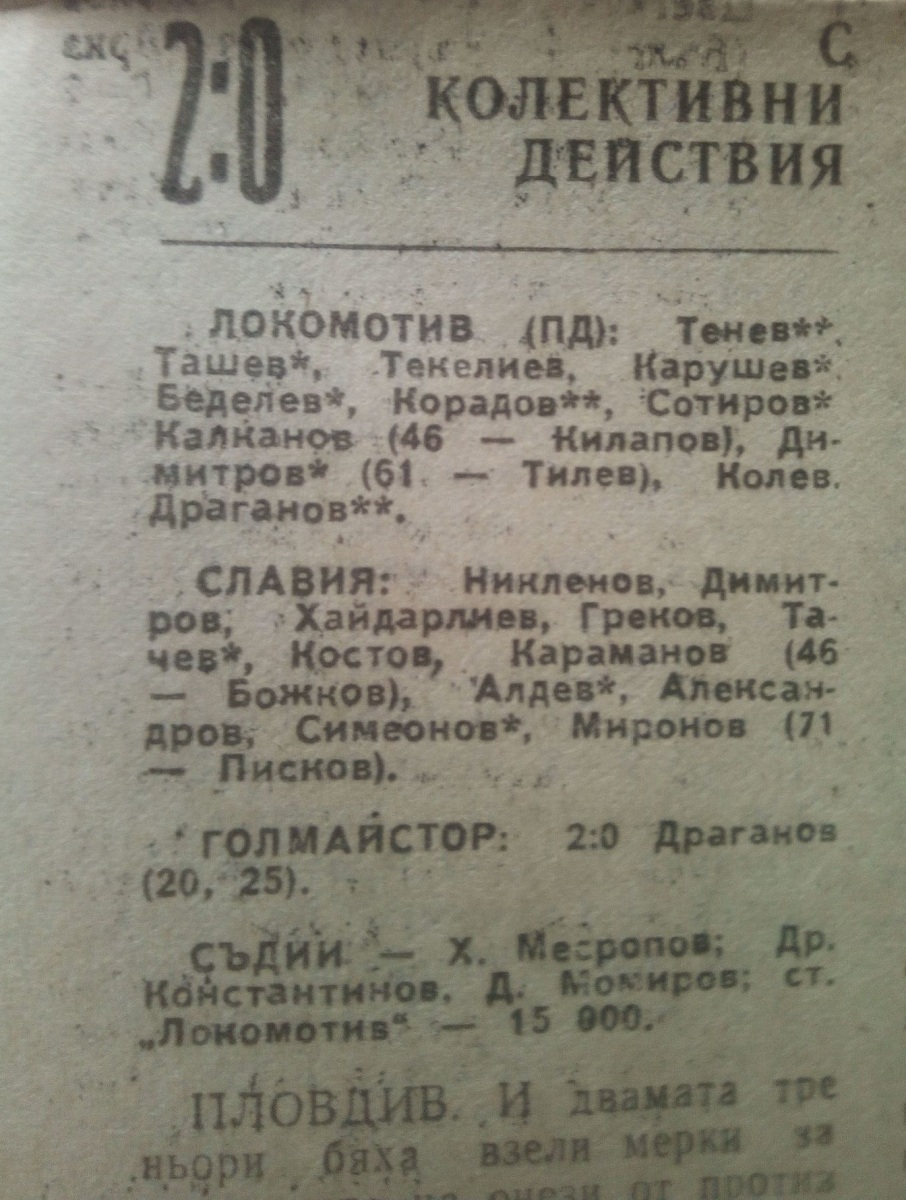 2:0
С
КОЛЕКТИВНИ
ДЕЙСТВИЯ
ЛОКОМОТИВ (ПД): Тенев**,
Ташев*, Текелиев, Карушев*,
Беделев*, Корадов**, Сотиров*
Калканов (46 — Килапов), Ди-
митров* (61 — Тилев), Колев.
Драганов**.
СЛАВИЯ: Никленов, Димит-
ров, Хайдарлиев, Греков, Та-
чев*, Костов, Караманов (46
— Божков), Алдев*, Алексан-
дров, Симеонов*, Миронов (71
— Писков).
ГОЛМАЙСТОР: 2:0 Драганов
(20, 25).
СЪДИИ — Х. Месропов; Др.
Константинов, Д. Момиров; ст.
„Локомотив“ — 15 000.
ПЛОВДИВ. И двамата тре
ньори бяха взели мерки за
онези от против